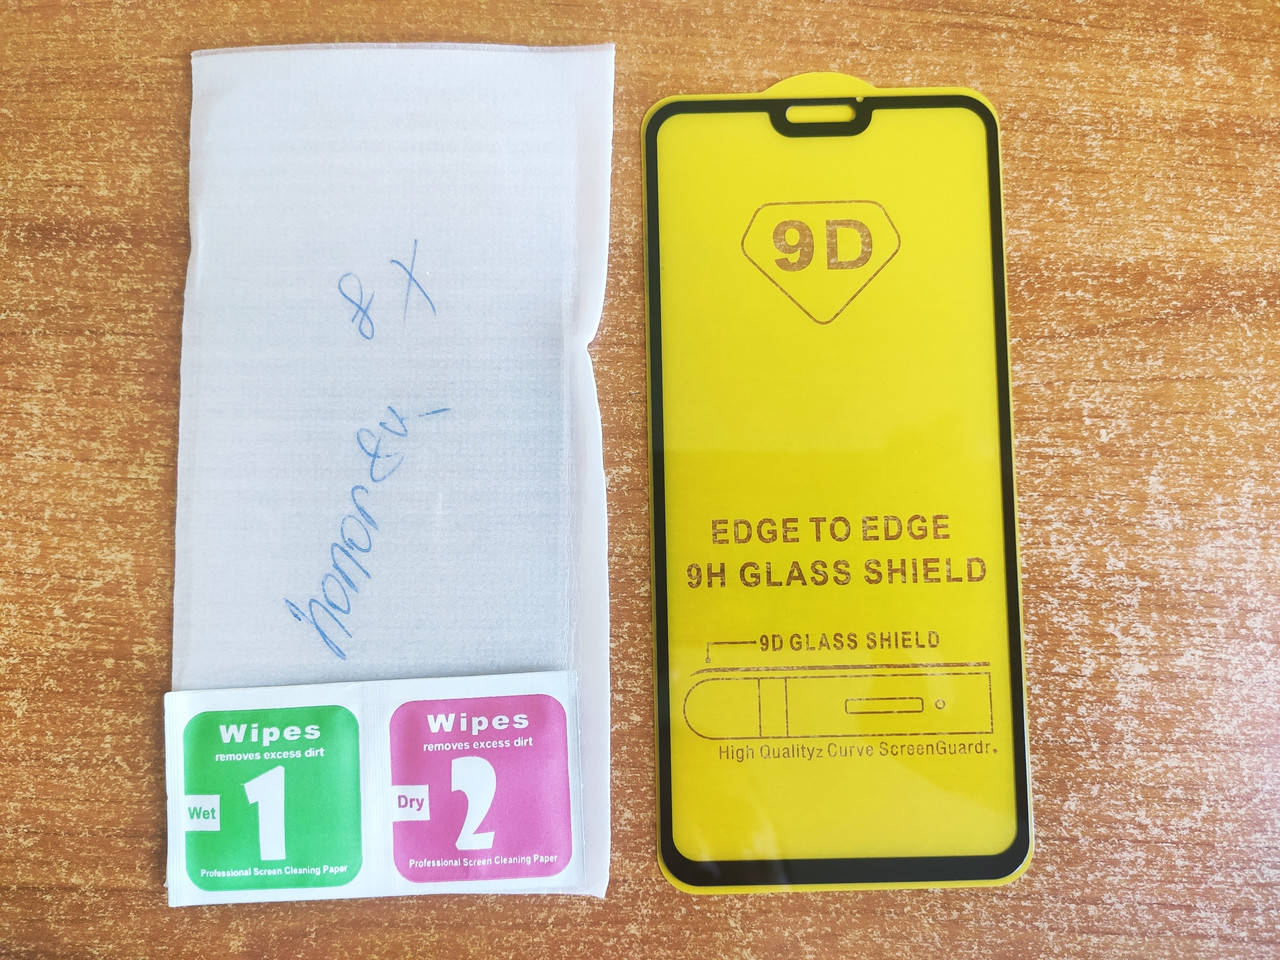 honor 8x
8 X
Wipes
removes excess dirt
1
Wet
Professional Screen Cleaning Paper
Wipes
removes excess dirt
2
Dry
Professional Screen Cleaning Paper
9D
EDGE TO EDGE
9H GLASS SHIELD
9D GLASS SHIELD
High Qualityz Curve ScreenGuardr.